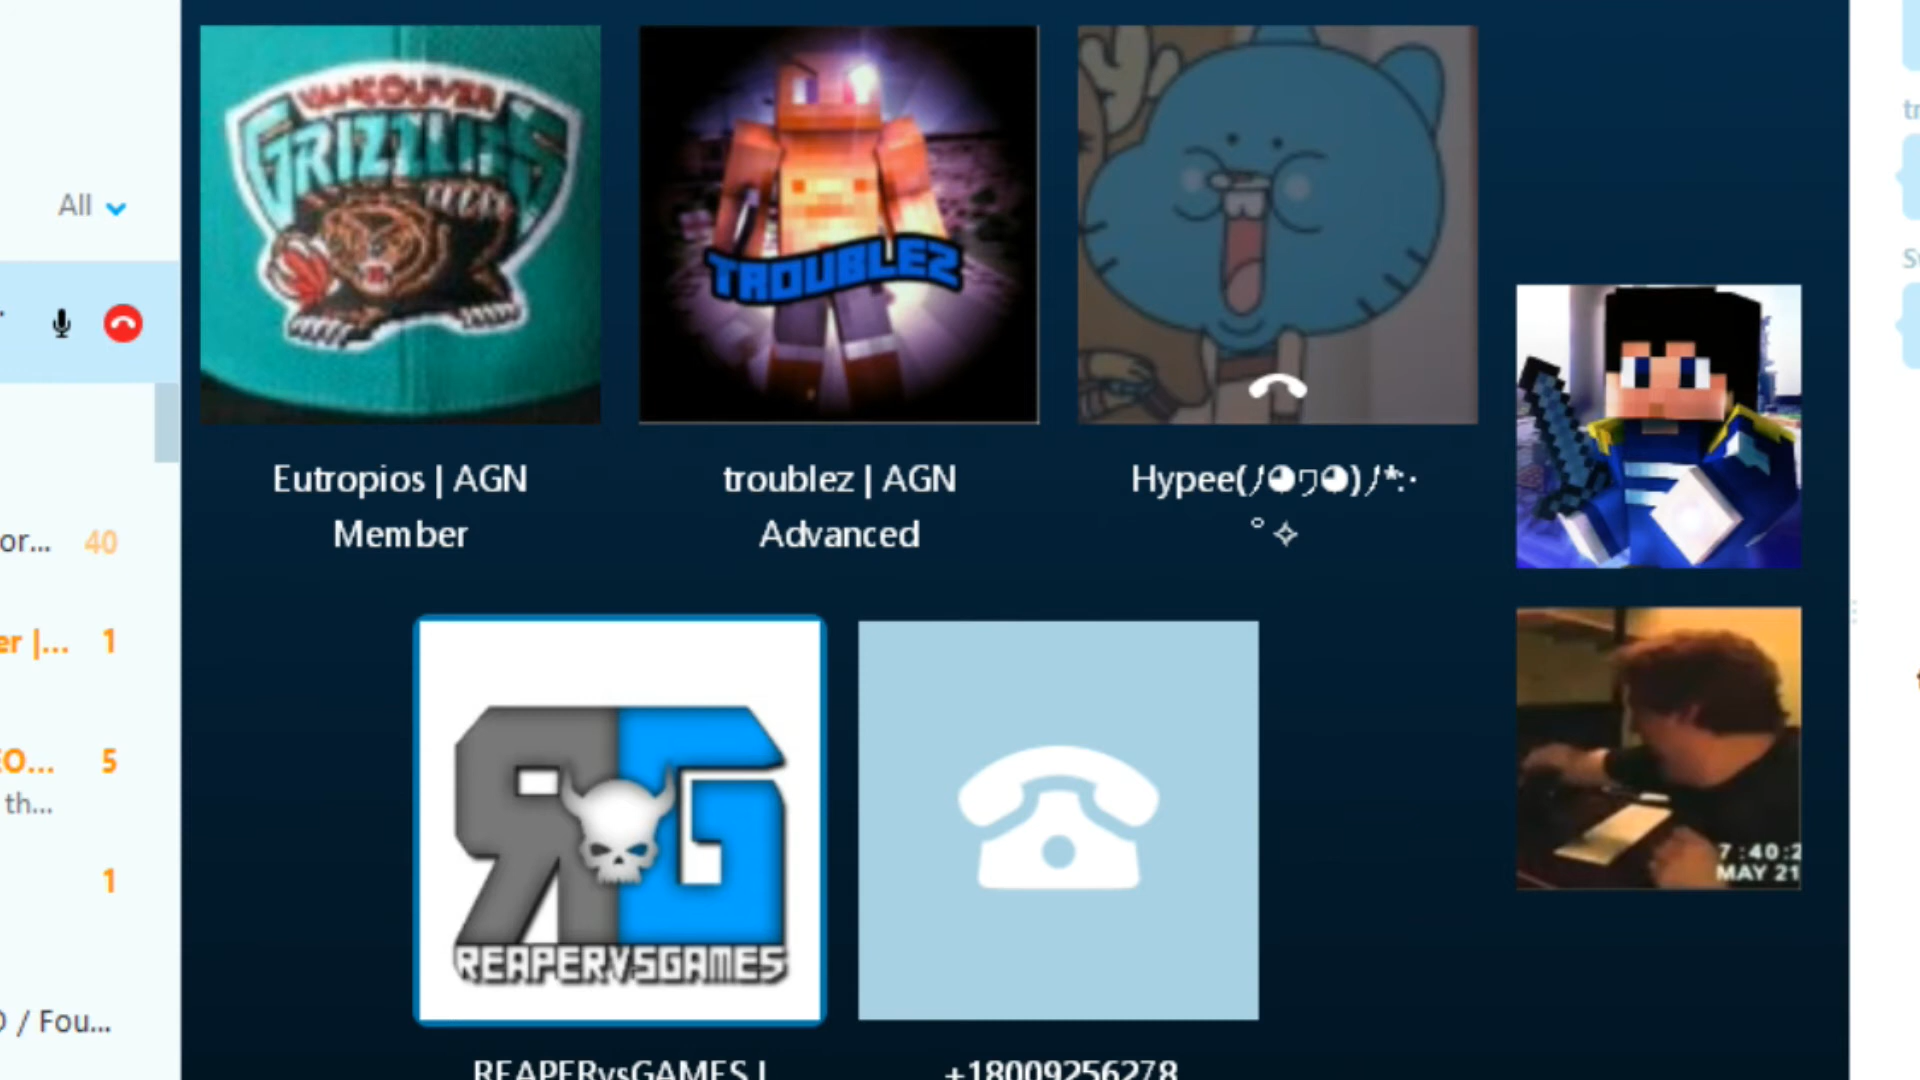 All
or... 40
er |... 1
EO... 5
th...
1
/ Fou...
VANCOUVER
GRIZZLIES
TROUBLEZ
Eutropios | AGN
Member
troublez | AGN
Advanced
Hypee(ﾉ◕ヮ◕)ﾉ*:･
ﾟ✧
REAPERVSGAMES
7:40:2
MAY 21
REAPERvsGAMES |
+18009256278